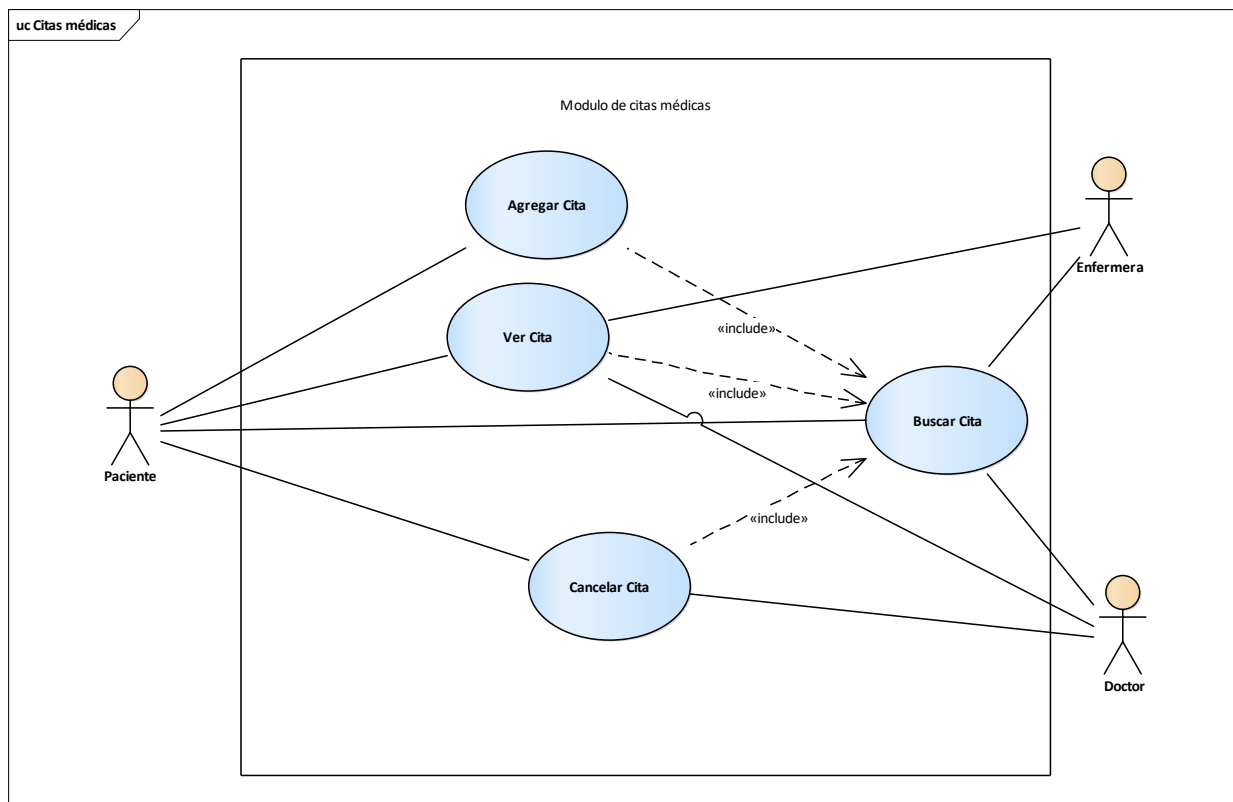 uc Citas médicas
Modulo de citas médicas
Agregar Cita
Enfermera
Ver Cita
«include»
«include»
Buscar Cita
Paciente
«include»
Cancelar Cita
Doctor